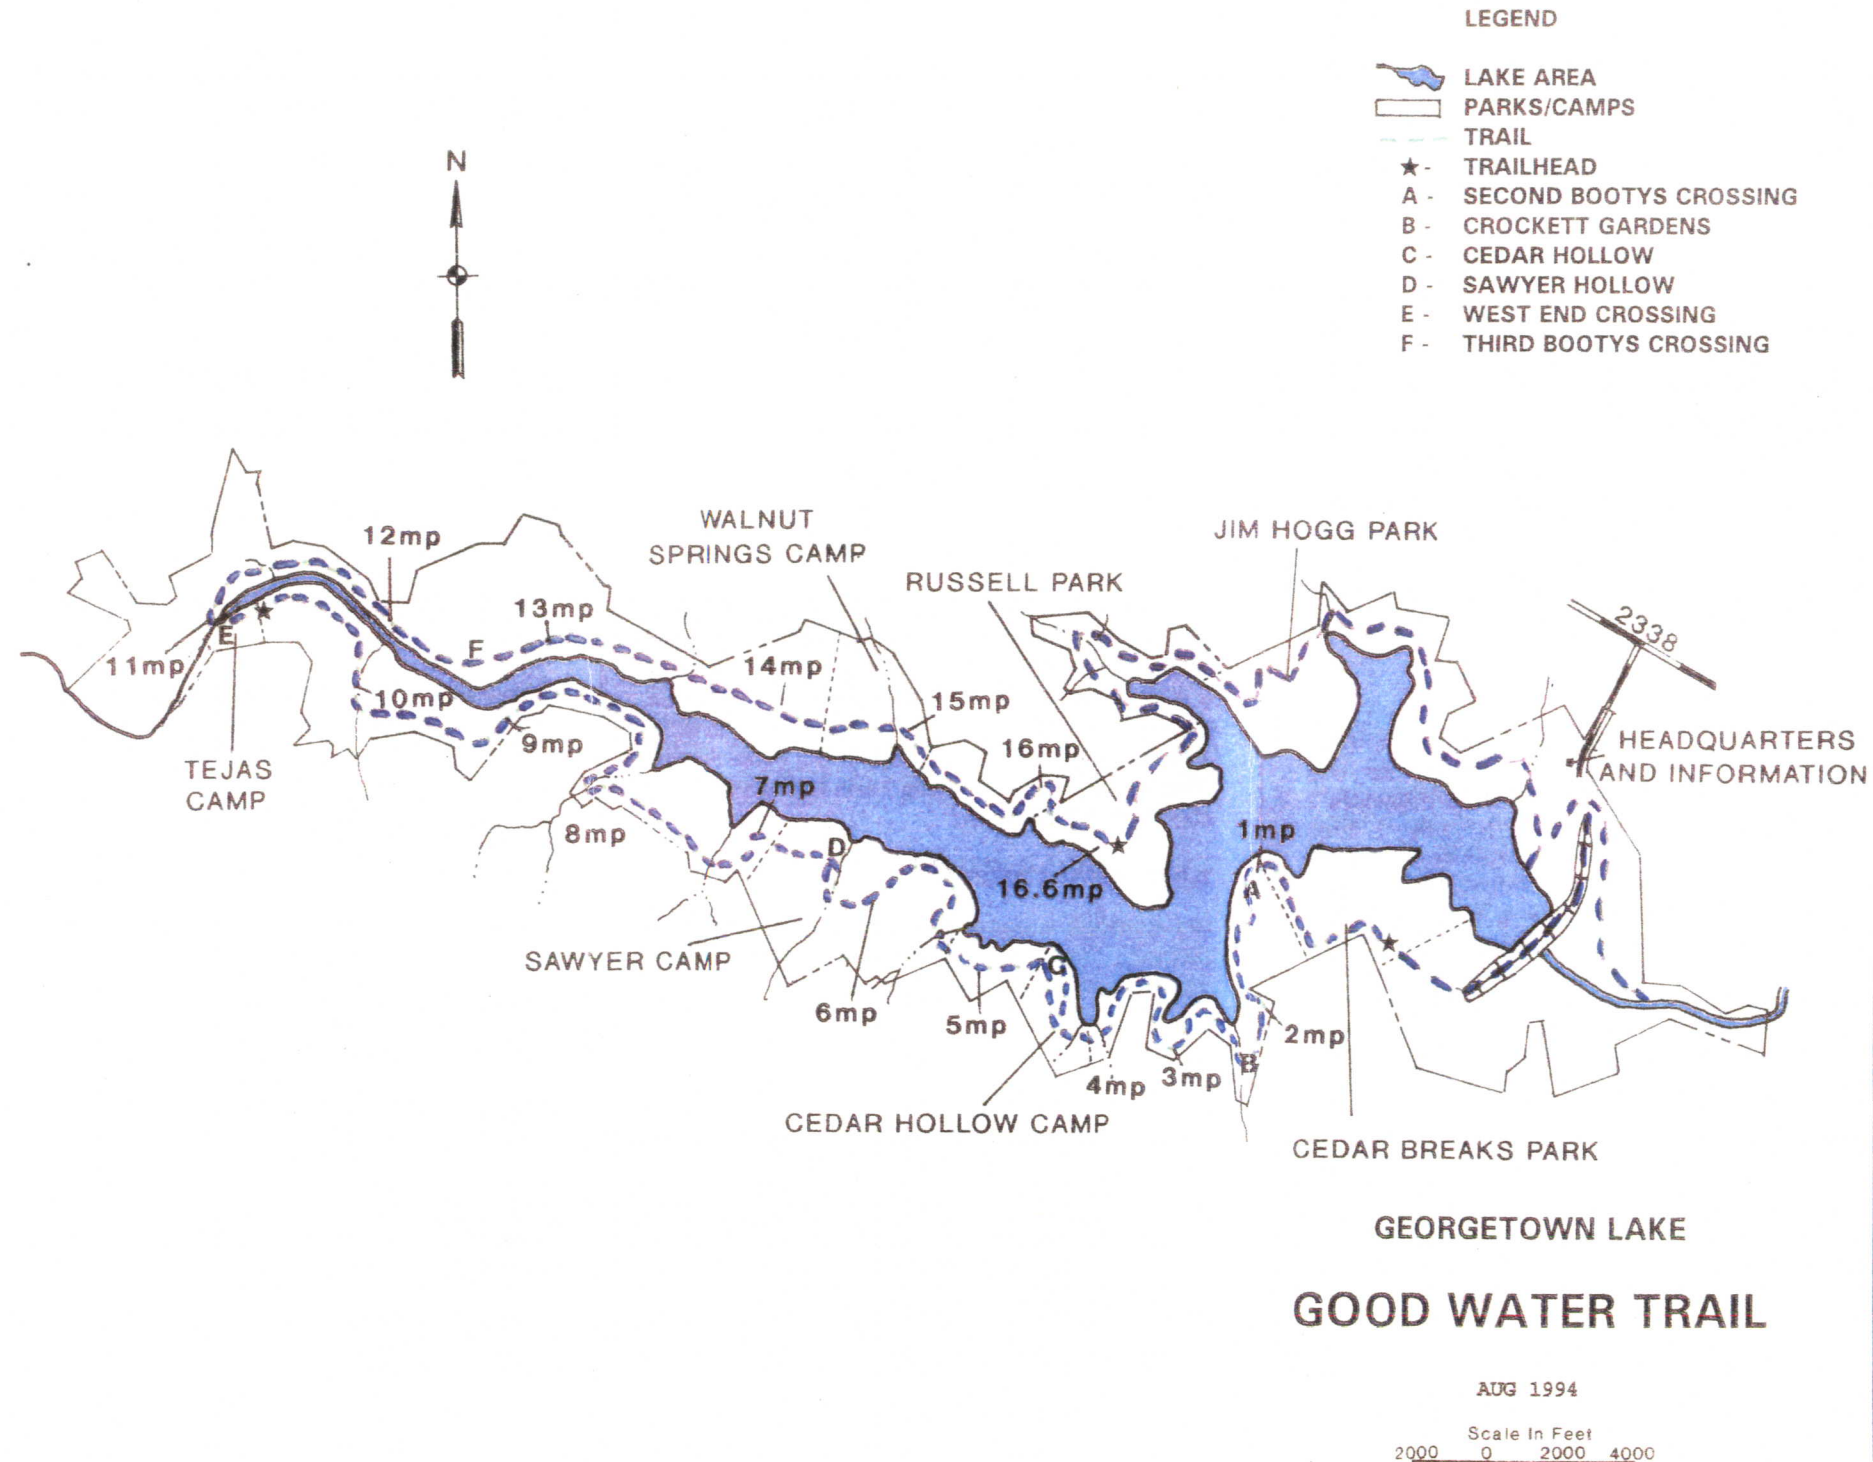 LEGEND
LAKE AREA
PARKS/CAMPS
TRAIL
★- TRAILHEAD
A - SECOND BOOTYS CROSSING
B - CROCKETT GARDENS
C - CEDAR HOLLOW
D - SAWYER HOLLOW
E - WEST END CROSSING
F - THIRD BOOTYS CROSSING
N
WALNUT
SPRINGS CAMP
JIM HOGG PARK
RUSSELL PARK
12mp
13mp
2338
F
E
11mp
14mp
10mp
15mp
9mp
16mp
HEADQUARTERS
AND INFORMATION
TEJAS
CAMP
7mp
8mp
1mp
D
16.6mp
A
SAWYER CAMP
C
6mp
5mp
2mp
B
4mp
3mp
CEDAR HOLLOW CAMP
CEDAR BREAKS PARK
GEORGETOWN LAKE
GOOD WATER TRAIL
AUG 1994
Scale In Feet
2000 0 2000 4000